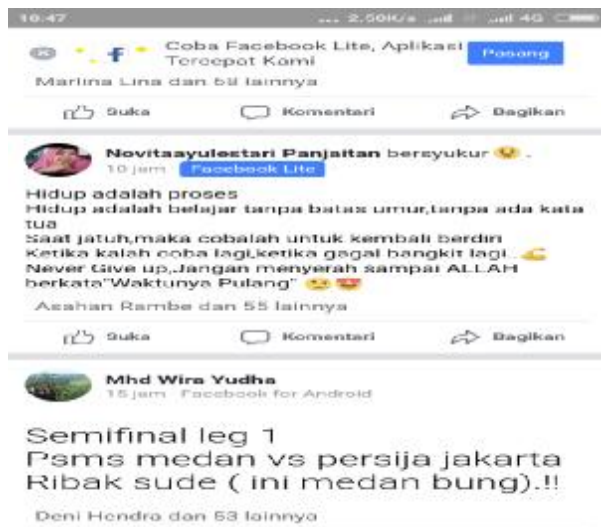 10.47 ... 2.50K/s 4G
Coba Facebook Lite, Aplikasi
Tercepat Kami
Pasang
Marlina Lina dan 59 lainnya
Suka Komentari Bagikan
Novitaayulestari Panjaitan bersyukur 😟 .
10 jam · Facebook Lite
Hidup adalah proses
Hidup adalah belajar tanpa batas umur,tanpa ada kata
tua
Saat jatuh,maka cobalah untuk kembali berdiri
Ketika kalah coba lagi,ketika gagal bangkit lagi..💪
Never Give up,Jangan menyerah sampai ALLAH
berkata"Waktunya Pulang" 😢😍
Asahan Rambe dan 55 lainnya
Suka Komentari Bagikan
Mhd Wira Yudha
15 jam · Facebook for Android
Semifinal leg 1
Psms medan vs persija jakarta
Ribak sude ( ini medan bung).!!
Deni Hendra dan 53 lainnya